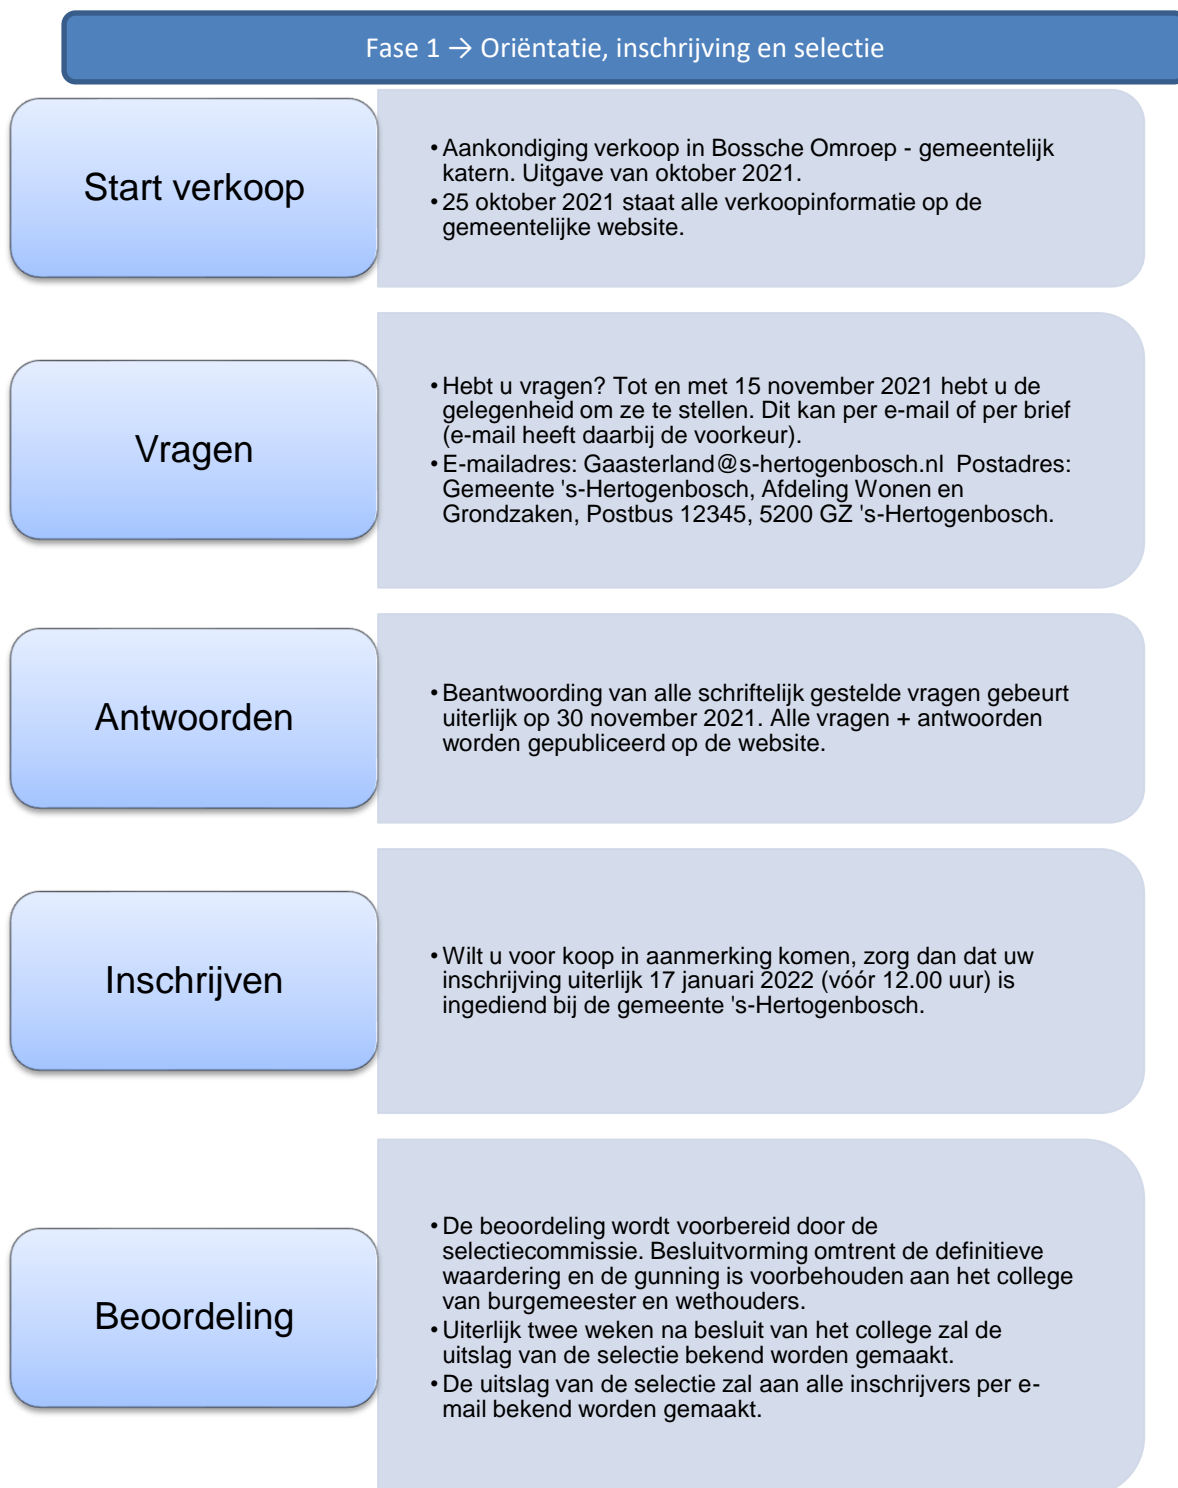 Fase 1 → Oriëntatie, inschrijving en selectie
Start verkoop
• Aankondiging verkoop in Bossche Omroep - gemeentelijk
katern. Uitgave van oktober 2021.
• 25 oktober 2021 staat alle verkoopinformatie op de
gemeentelijke website.
Vragen
• Hebt u vragen? Tot en met 15 november 2021 hebt u de
gelegenheid om ze te stellen. Dit kan per e-mail of per brief
(e-mail heeft daarbij de voorkeur).
• E-mailadres: Gaasterland@s-hertogenbosch.nl  Postadres:
Gemeente 's-Hertogenbosch, Afdeling Wonen en
Grondzaken, Postbus 12345, 5200 GZ 's-Hertogenbosch.
Antwoorden
• Beantwoording van alle schriftelijk gestelde vragen gebeurt
uiterlijk op 30 november 2021. Alle vragen + antwoorden
worden gepubliceerd op de website.
Inschrijven
• Wilt u voor koop in aanmerking komen, zorg dan dat uw
inschrijving uiterlijk 17 januari 2022 (vóór 12.00 uur) is
ingediend bij de gemeente 's-Hertogenbosch.
Beoordeling
• De beoordeling wordt voorbereid door de
selectiecommissie. Besluitvorming omtrent de definitieve
waardering en de gunning is voorbehouden aan het college
van burgemeester en wethouders.
• Uiterlijk twee weken na besluit van het college zal de
uitslag van de selectie bekend worden gemaakt.
• De uitslag van de selectie zal aan alle inschrijvers per e-
mail bekend worden gemaakt.